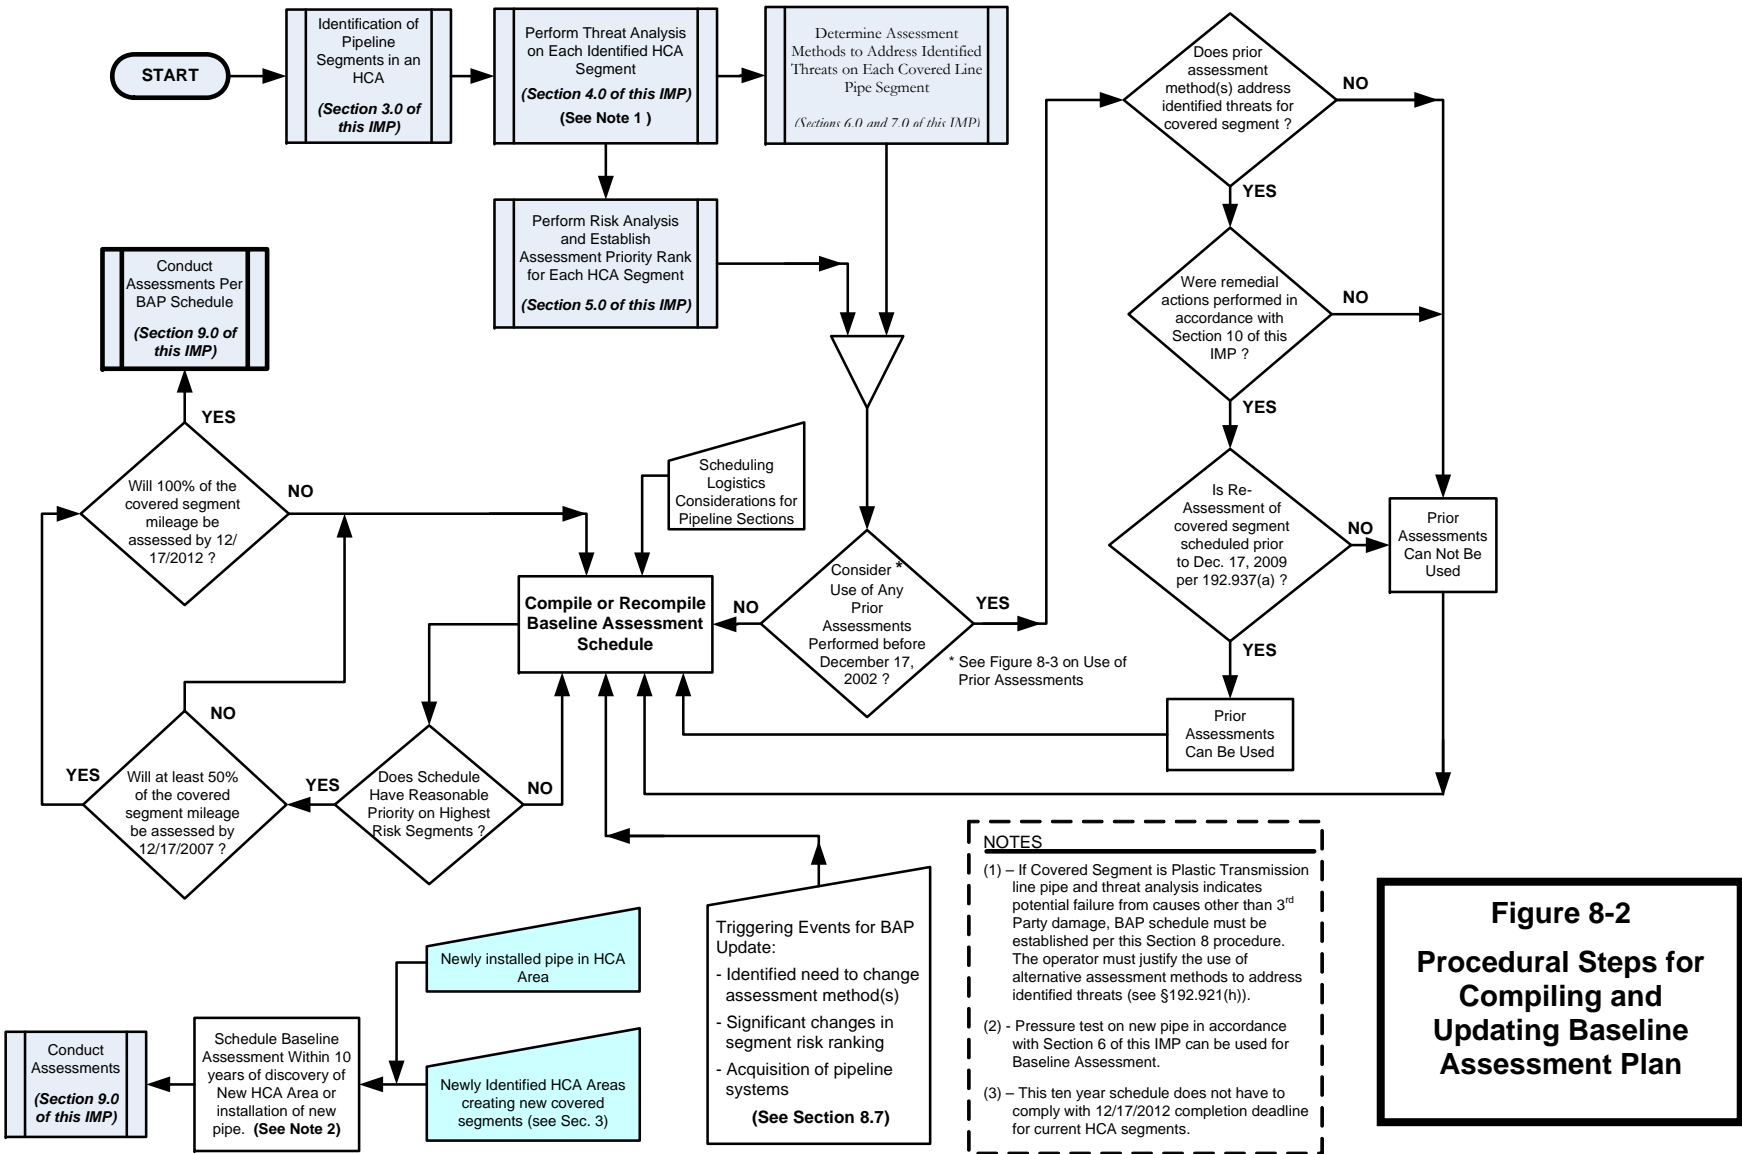 START
Identification of
Pipeline
Segments in an
HCA
(Section 3.0 of
this IMP)
Perform Threat Analysis
on Each Identified HCA
Segment
(Section 4.0 of this IMP)
(See Note 1 )
Determine Assessment
Methods to Address Identified
Threats on Each Covered Line
Pipe Segment
(Sections 6.0 and 7.0 of this IMP)
Perform Risk Analysis
and Establish
Assessment Priority Rank
for Each HCA Segment
(Section 5.0 of this IMP)
Does prior
assessment
method(s) address
identified threats for
covered segment ?
NO
YES
Were remedial
actions performed in
accordance with
Section 10 of this
IMP ?
NO
YES
Is Re-
Assessment of
covered segment
scheduled prior
to Dec. 17, 2009
per 192.937(a) ?
NO
YES
Prior
Assessments
Can Not Be
Used
Prior
Assessments
Can Be Used
Conduct
Assessments Per
BAP Schedule
(Section 9.0 of
this IMP)
YES
Will 100% of the
covered segment
mileage be
assessed by 12/
17/2012 ?
NO
Scheduling
Logistics
Considerations for
Pipeline Sections
Compile or Recompile
Baseline Assessment
Schedule
NO
Consider *
Use of Any
Prior
Assessments
Performed before
December 17,
2002 ?
YES
* See Figure 8-3 on Use of
Prior Assessments
NO
YES
Will at least 50%
of the covered
segment mileage
be assessed by
12/17/2007 ?
YES
Does Schedule
Have Reasonable
Priority on Highest
Risk Segments ?
NO
Triggering Events for BAP
Update:
- Identified need to change
assessment method(s)
- Significant changes in
segment risk ranking
- Acquisition of pipeline
systems
(See Section 8.7)
Newly installed pipe in HCA
Area
Newly Identified HCA Areas
creating new covered
segments (see Sec. 3)
Schedule Baseline
Assessment Within 10
years of discovery of
New HCA Area or
installation of new
pipe. (See Note 2)
Conduct
Assessments
(Section 9.0
of this IMP)
NOTES
(1) – If Covered Segment is Plastic Transmission
line pipe and threat analysis indicates
potential failure from causes other than 3rd
Party damage, BAP schedule must be
established per this Section 8 procedure.
The operator must justify the use of
alternative assessment methods to address
identified threats (see §192.921(h)).
(2) - Pressure test on new pipe in accordance
with Section 6 of this IMP can be used for
Baseline Assessment.
(3) – This ten year schedule does not have to
comply with 12/17/2012 completion deadline
for current HCA segments.
Figure 8-2
Procedural Steps for
Compiling and
Updating Baseline
Assessment Plan